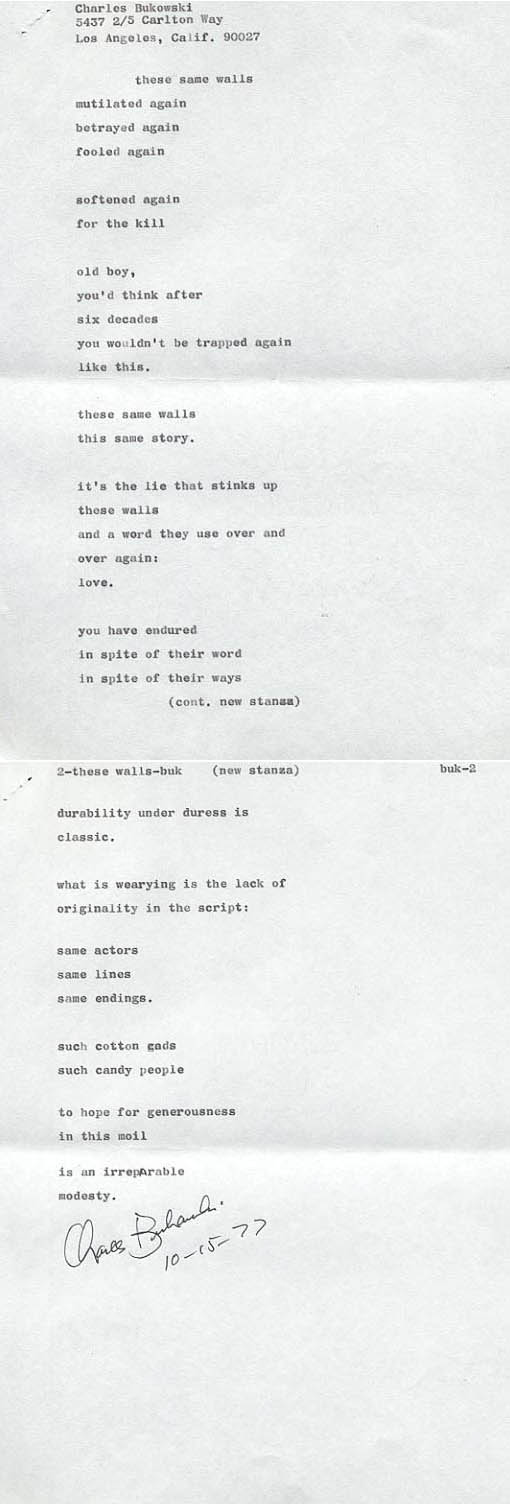 Charles Bukowski
5437 2/5 Carlton Way
Los Angeles, Calif. 90027
these same walls
mutilated again
betrayed again
fooled again
softened again
for the kill
old boy,
you'd think after
six decades
you wouldn't be trapped again
like this.
these same walls
this same story.
it's the lie that stinks up
these walls
and a word they use over and
over again:
love.
you have endured
in spite of their word
in spite of their ways
(cont. new stanza)
2-these walls-buk (new stanza) buk-2
durability under duress is
classic.
what is wearying is the lack of
originality in the script:
same actors
same lines
same endings.
such cotton gads
such candy people
to hope for generousness
in this moil
is an irrepArable
modesty.
Charles Bukowski.
10-15-77